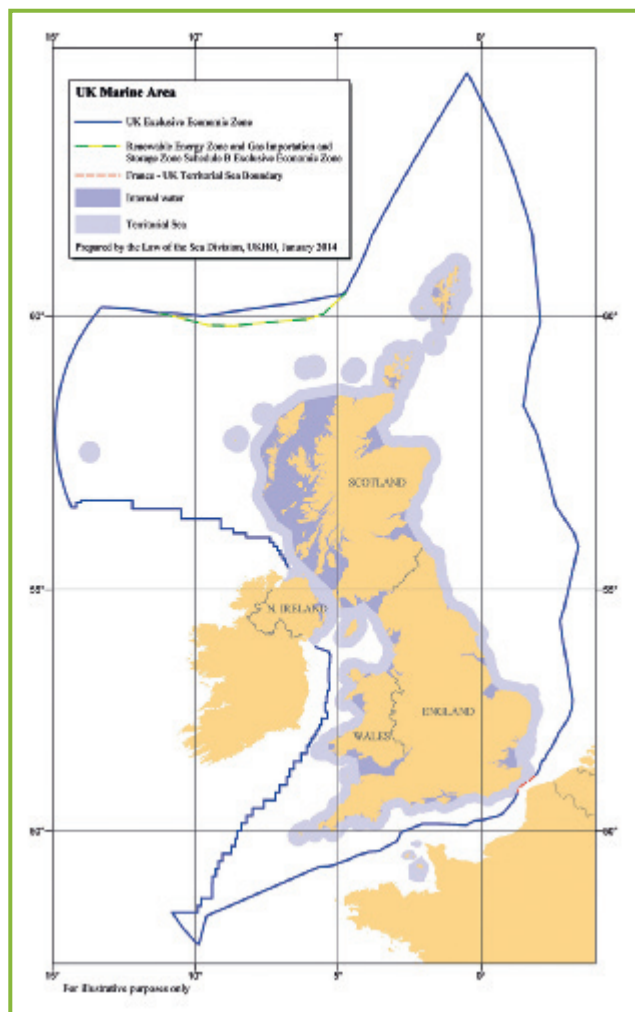 15°
10°
5°
0°
UK Marine Area
UK Exclusive Economic Zone
Renewable Energy Zone and Gas Importation and
Storage Zone Schedule B Exclusive Economic Zone
France - UK Territorial Sea Boundary
Internal water
Territorial Sea
Prepared by the Law of the Sea Division, UKHO, January 2014
60°
60°
SCOTLAND
55°
55°
N. IRELAND
ENGLAND
WALES
50°
50°
15°
10°
5°
0°
For illustrative purposes only